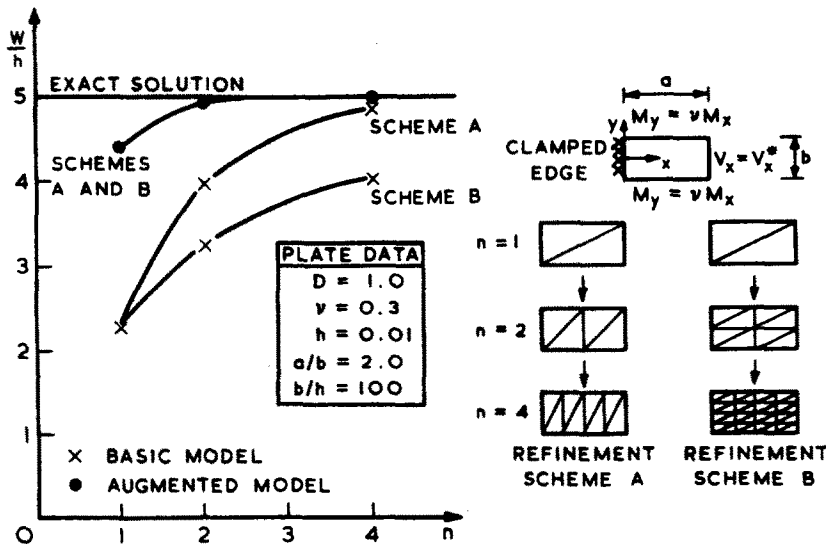 W/h
EXACT SOLUTION
5
4
3
2
1
0
1
2
3
4
n
SCHEMES
A AND B
SCHEME A
SCHEME B
PLATE DATA
D = 1.0
ν = 0.3
h = 0.01
a/b = 2.0
b/h = 100
× BASIC MODEL
● AUGMENTED MODEL
a
y
M_y = νM_x
CLAMPED
EDGE
x
V_x = V_x^*
b
M_y = νM_x
n = 1
n = 2
n = 4
REFINEMENT
SCHEME A
REFINEMENT
SCHEME B